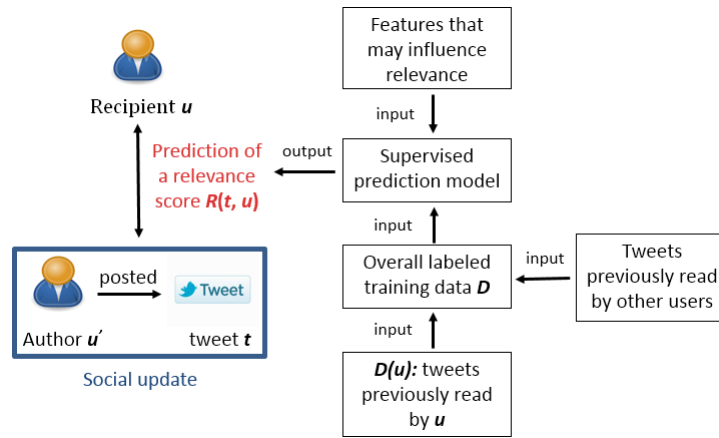 Features that
may influence
relevance
input
Recipient u
Prediction of
a relevance
score R(t, u)
output
Supervised
prediction model
input
Overall labeled
training data D
input
Tweets
previously read
by other users
posted
Tweet
Author u′
tweet t
Social update
input
D(u): tweets
previously read
by u